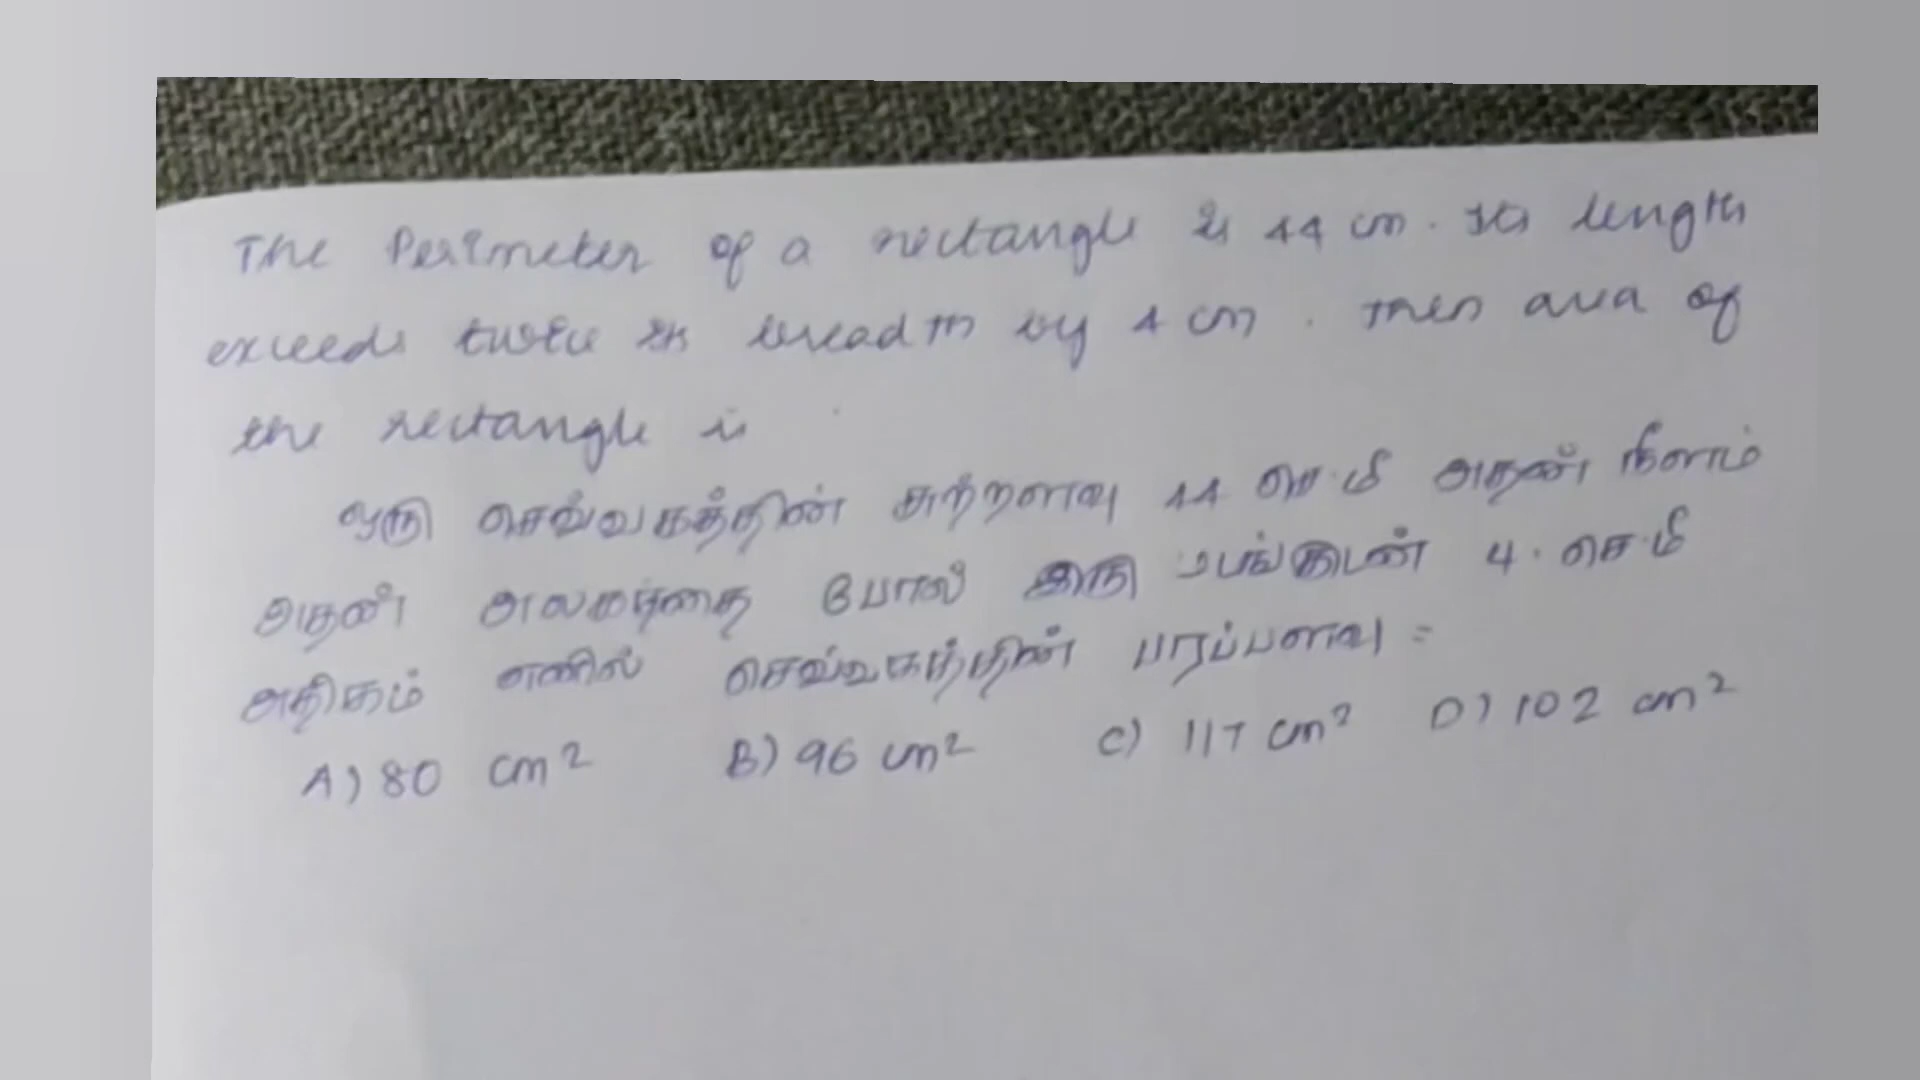 The Perimeter of a rectangle is 44 cm. Its length
exceeds twice its breadth by 4 cm. Then area of
the rectangle is
ஒரு செவ்வகத்தின் சுற்றளவு 44 செ.மீ அதன் நீளம்
அதன் அகலத்தை போல் இரு பங்குடன் 4. செ.மீ
அதிகம் எனில் செவ்வகத்தின் பரப்பளவு =
A) 80 cm² B) 96 cm² C) 117 cm² D) 102 cm²